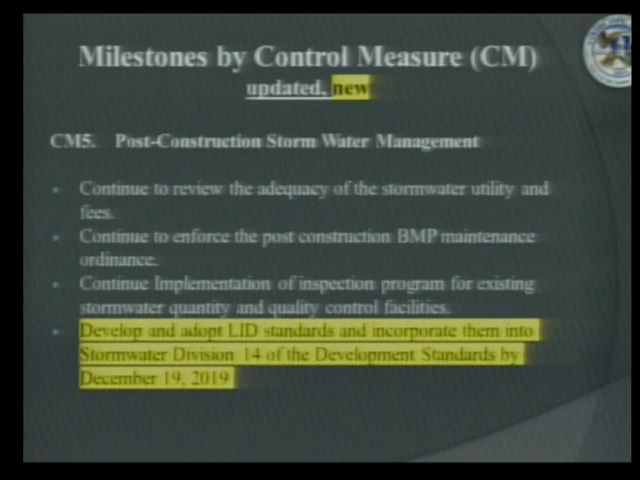 Milestones by Control Measure (CM)
updated, new
CM5. Post-Construction Storm Water Management
Continue to review the adequacy of the stormwater utility and
fees.
Continue to enforce the post construction BMP maintenance
ordinance.
Continue Implementation of inspection program for existing
stormwater quantity and quality control facilities.
Develop and adopt LID standards and incorporate them into
Stormwater Division 14 of the Development Standards by
December 19, 2019